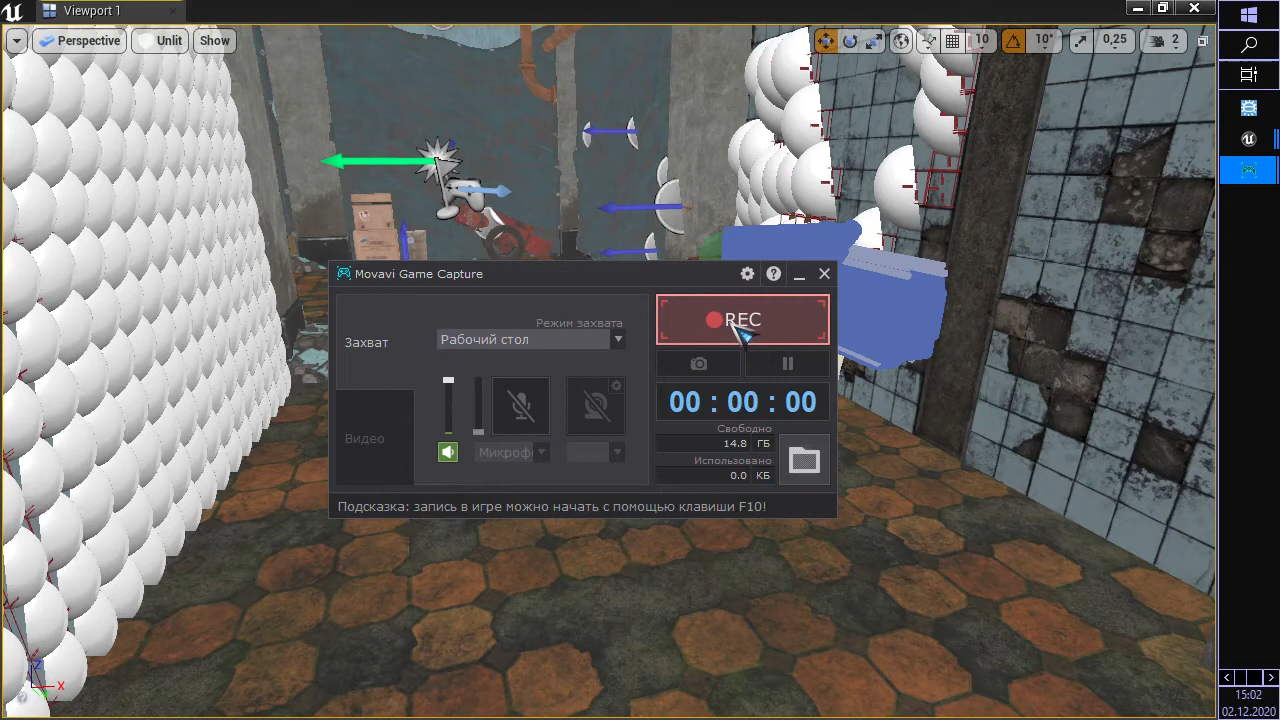 Viewport 1
Perspective
Unlit
Show
10
10°
0,25
2
Movavi Game Capture
Захват
Режим захвата
Рабочий стол
REC
Видео
Микроф
00 : 00 : 00
Свободно
14.8 ГБ
Использовано
0.0 КБ
Подсказка: запись в игре можно начать с помощью клавиши F10!
Z
X
15:02
02.12.2020